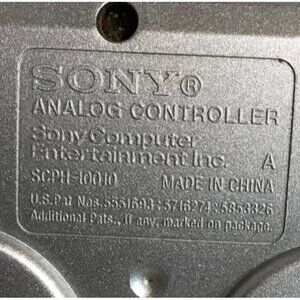 SONY®
ANALOG CONTROLLER
Sony Computer
Entertainment Inc. A
SCPH-10010 MADE IN CHINA
U.S.Pat Nos.5551693;5716274;5853326
Additional Pats., if any, marked on package.